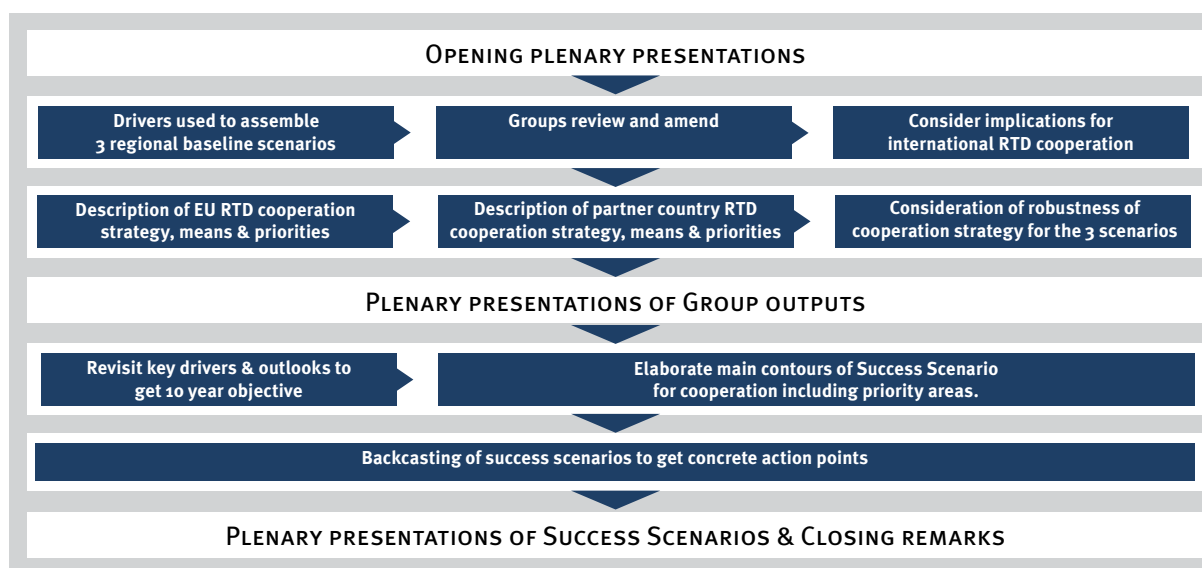 Opening plenary presentations
Drivers used to assemble
3 regional baseline scenarios
Groups review and amend
Consider implications for
international RTD cooperation
Description of EU RTD cooperation
strategy, means & priorities
Description of partner country RTD
cooperation strategy, means & priorities
Consideration of robustness of
cooperation strategy for the 3 scenarios
Plenary presentations of Group outputs
Revisit key drivers & outlooks to
get 10 year objective
Elaborate main contours of Success Scenario
for cooperation including priority areas.
Backcasting of success scenarios to get concrete action points
Plenary presentations of Success Scenarios & Closing remarks